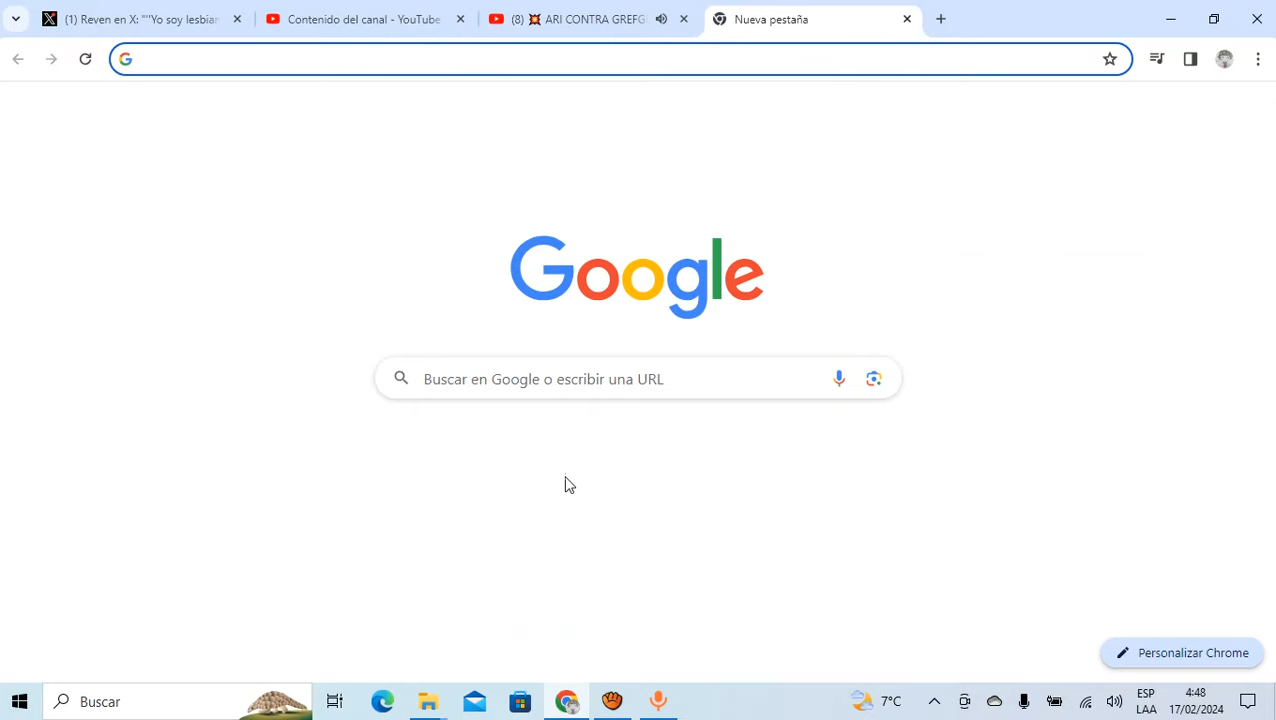 (1) Reven en X: "'"Yo soy lesbian
Contenido del canal - YouTube
(8) 💥 ARI CONTRA GREFG
Nueva pestaña
Google
Buscar en Google o escribir una URL
Personalizar Chrome
Buscar
7°C
ESP
LAA
4:48
17/02/2024